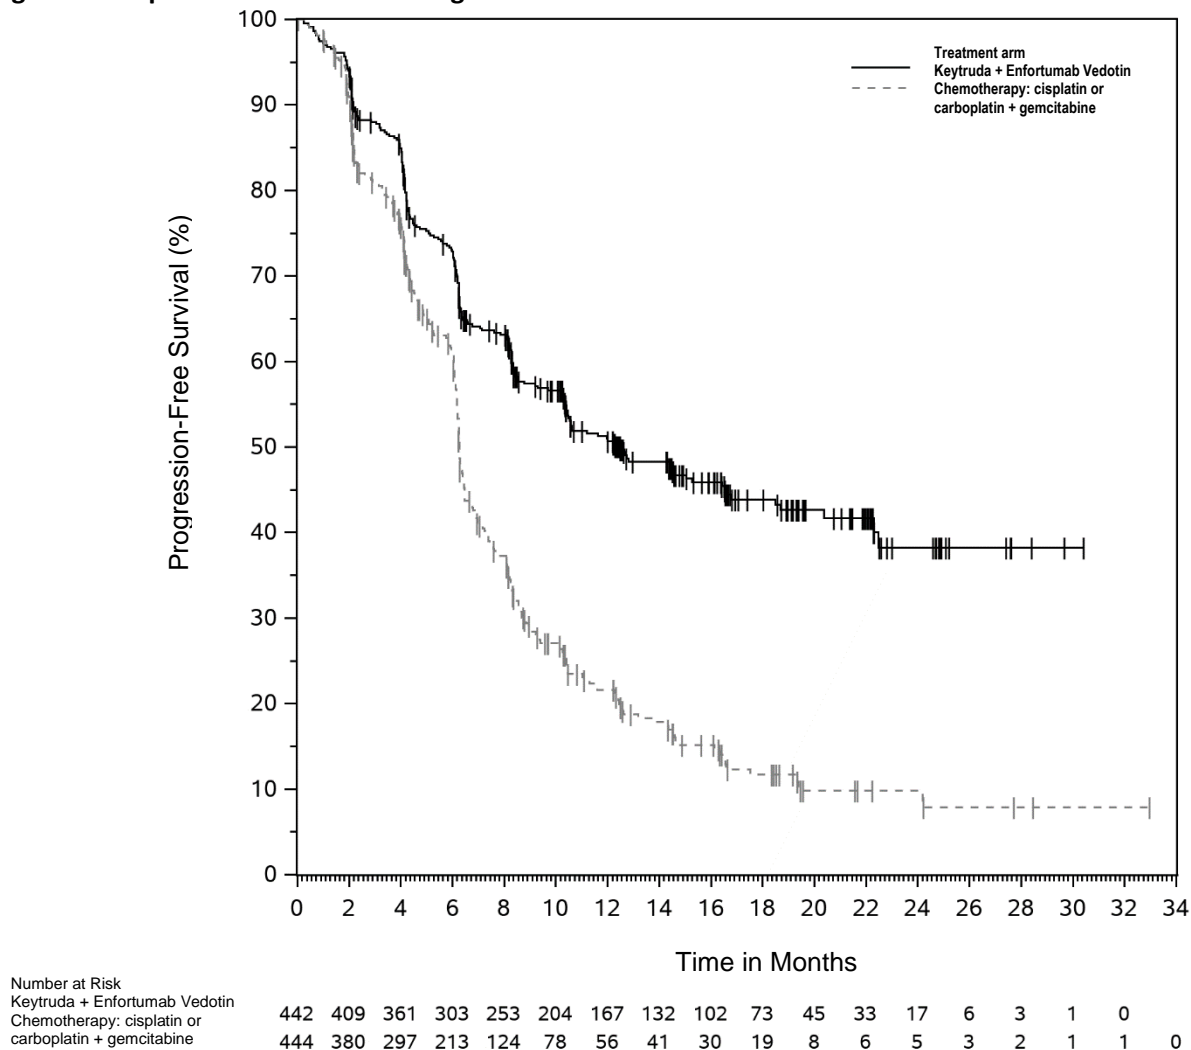 100
90
80
70
60
50
40
30
20
10
0
Progression-Free Survival (%)
Treatment arm
Keytruda + Enfortumab Vedotin
Chemotherapy: cisplatin or
carboplatin + gemcitabine
0 2 4 6 8 10 12 14 16 18 20 22 24 26 28 30 32 34
Time in Months
Number at Risk
Keytruda + Enfortumab Vedotin 442 409 361 303 253 204 167 132 102 73 45 33 17 6 3 1 0
Chemotherapy: cisplatin or
carboplatin + gemcitabine 444 380 297 213 124 78 56 41 30 19 8 6 5 3 2 1 1 0